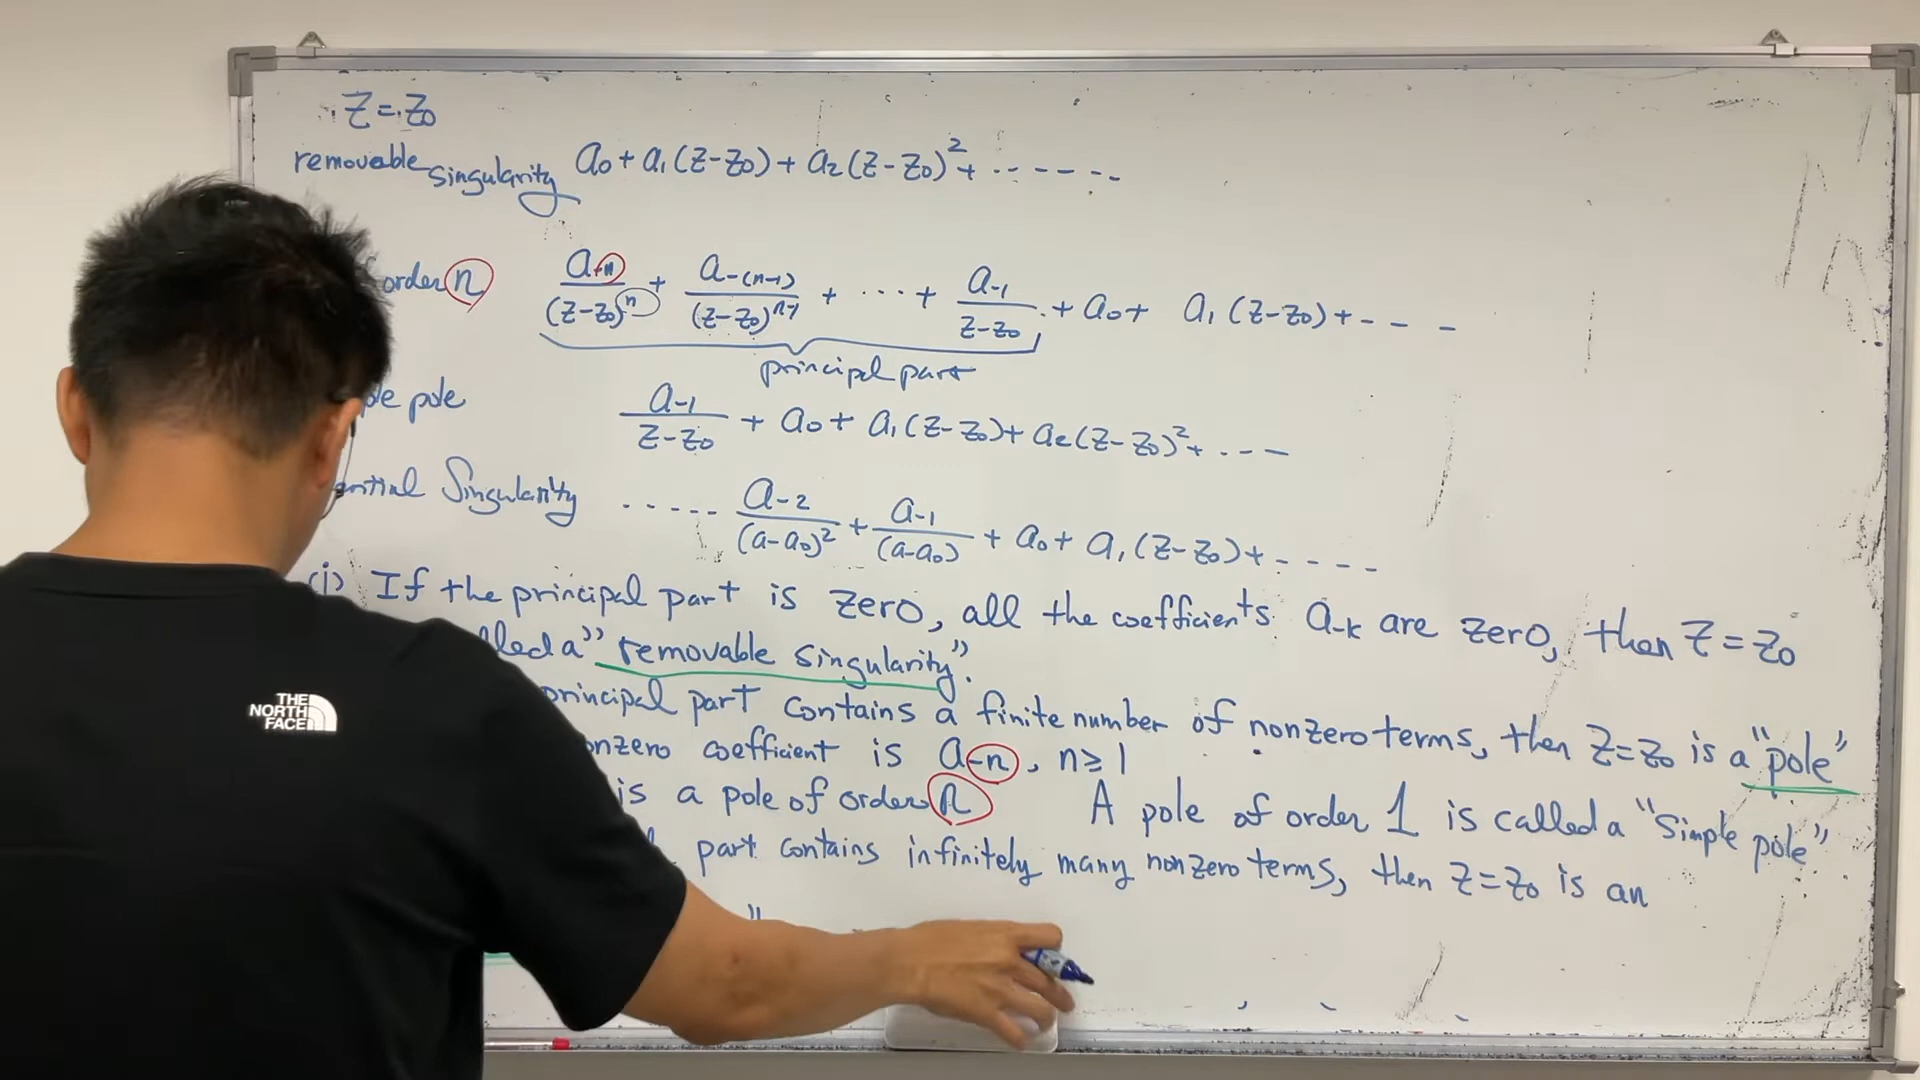 Z = Z₀
removable singularity a₀ + a₁(Z-Z₀) + a₂(Z-Z₀)² + ......
order n a₋ₙ/(Z-Z₀)ⁿ + a₋₍ₙ₋₁₎/(Z-Z₀)ⁿ⁻¹ + ... + a₋₁/Z-Z₀ + a₀ + a₁(Z-Z₀) + - - -
principal part
pole a₋₁/Z-Z₀ + a₀ + a₁(Z-Z₀) + a₂(Z-Z₀)² + ....
Singularity ..... a₋₂/(a-a₀)² + a₋₁/(a-a₀) + a₀ + a₁(Z-Z₀) + - - - -
(i) If the principal part is zero, all the coefficients a₋ₖ are zero, then Z = Z₀
a "removable singularity".
principal part contains a finite number of nonzero terms, then Z=Z₀ is a "pole"
coefficient is a₋ₙ, n≥1
is a pole of order n A pole of order 1 is called a "Simple pole"
part contains infinitely many nonzero terms, then Z=Z₀ is an
"
THE
NORTH
FACE